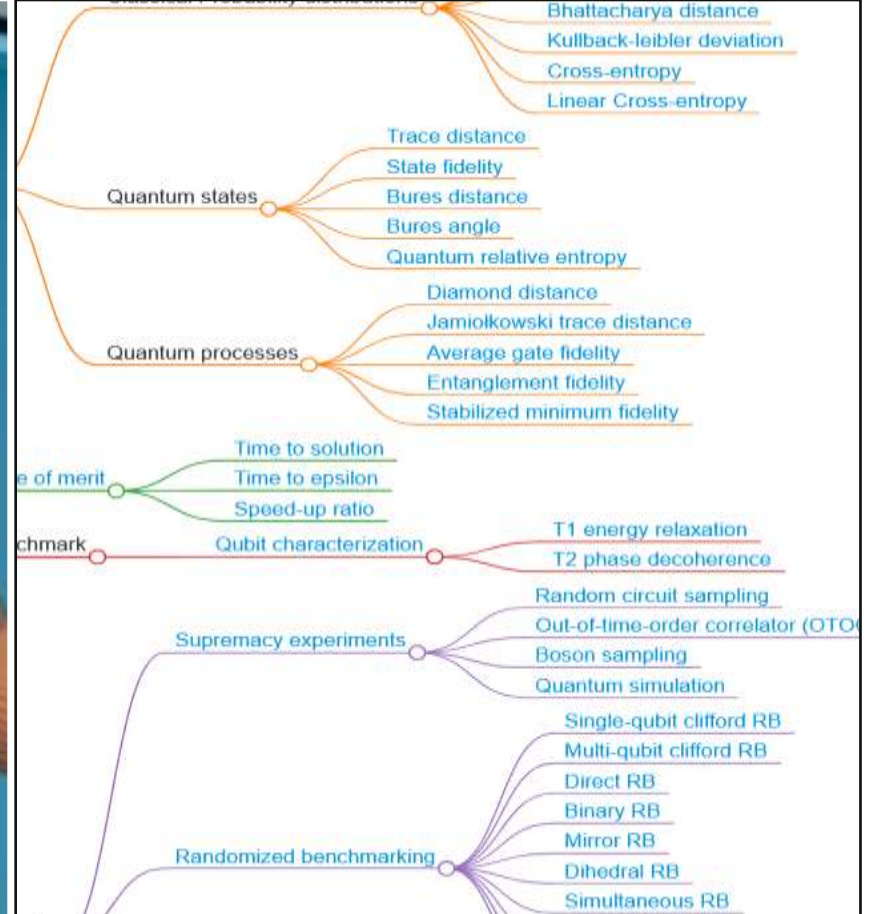 Bhattacharya distance
Kullback-leibler deviation
Cross-entropy
Linear Cross-entropy
Quantum states
Trace distance
State fidelity
Bures distance
Bures angle
Quantum relative entropy
Quantum processes
Diamond distance
Jamiołkowski trace distance
Average gate fidelity
Entanglement fidelity
Stabilized minimum fidelity
e of merit
Time to solution
Time to epsilon
Speed-up ratio
chmark
Qubit characterization
T1 energy relaxation
T2 phase decoherence
Supremacy experiments
Random circuit sampling
Out-of-time-order correlator (OTO
Boson sampling
Quantum simulation
Randomized benchmarking
Single-qubit clifford RB
Multi-qubit clifford RB
Direct RB
Binary RB
Mirror RB
Dihedral RB
Simultaneous RB